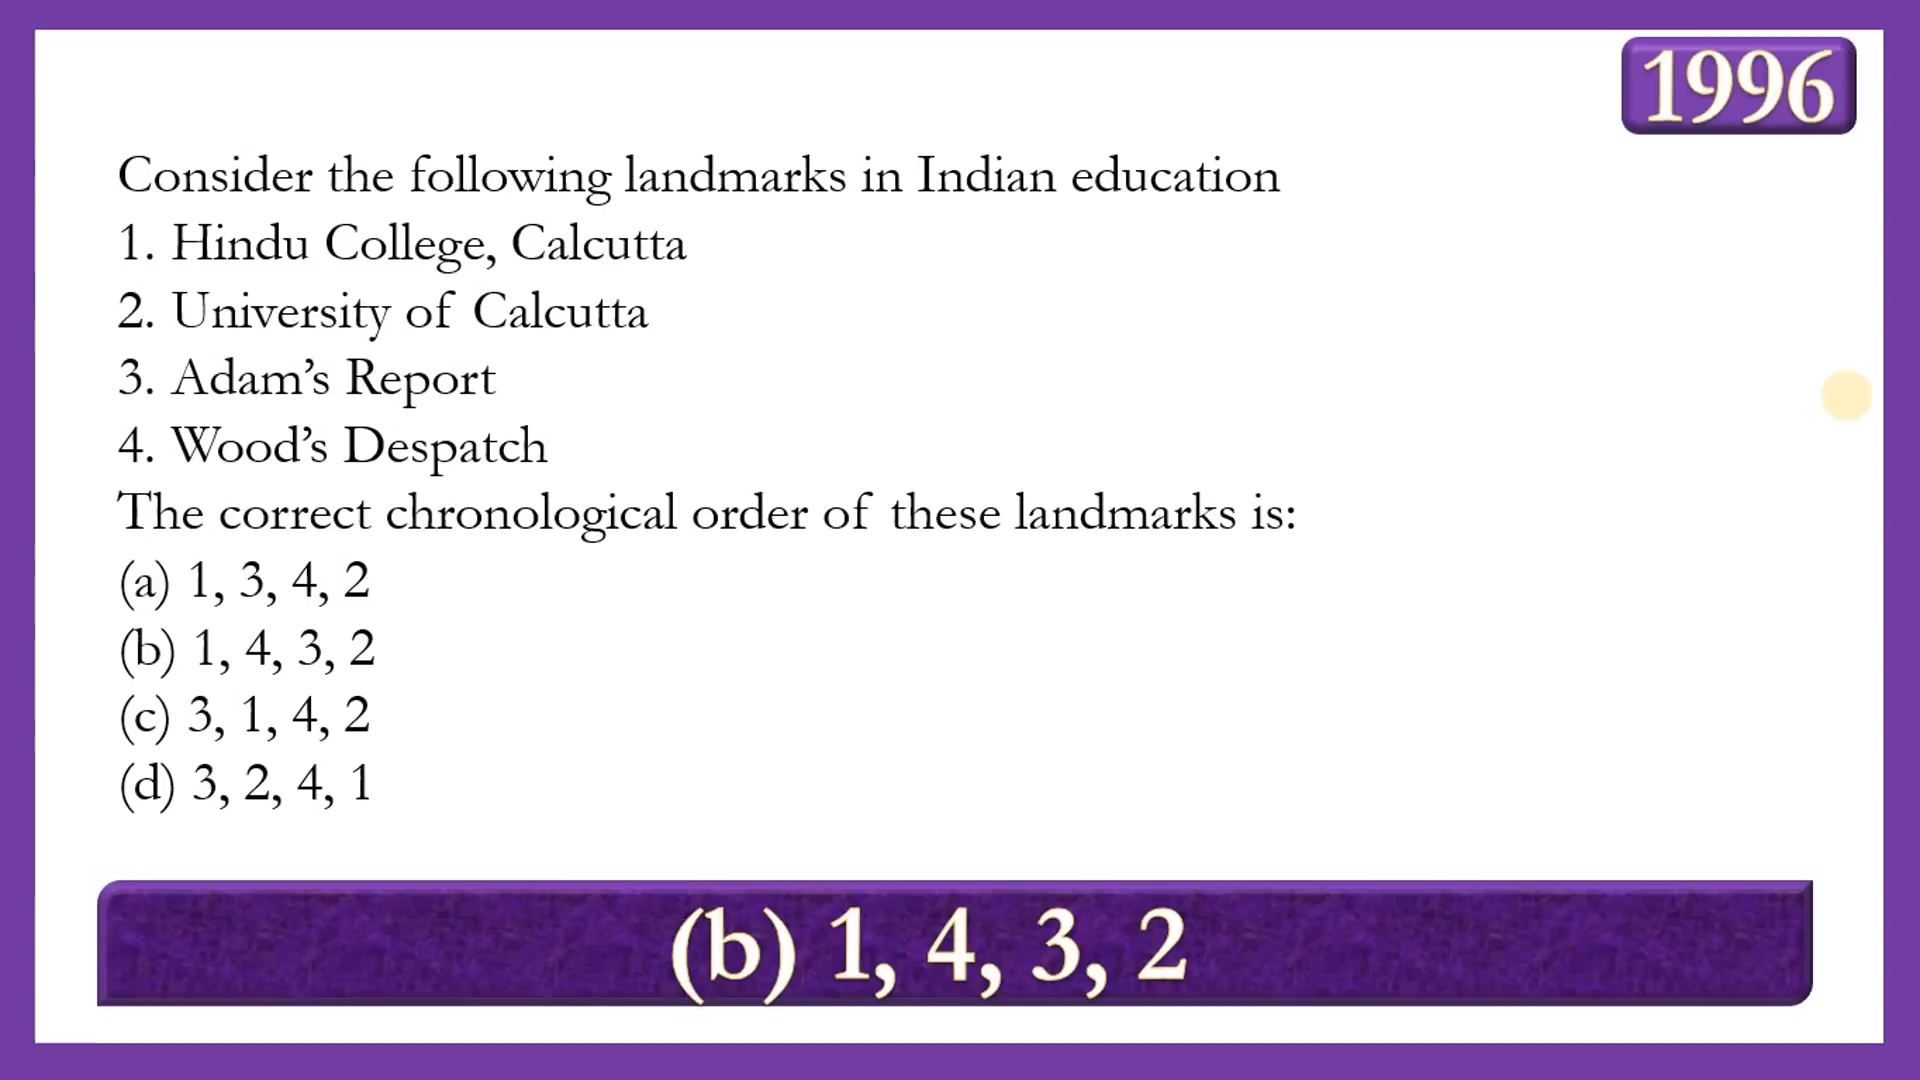 1996
Consider the following landmarks in Indian education
1. Hindu College, Calcutta
2. University of Calcutta
3. Adam’s Report
4. Wood’s Despatch
The correct chronological order of these landmarks is:
(a) 1, 3, 4, 2
(b) 1, 4, 3, 2
(c) 3, 1, 4, 2
(d) 3, 2, 4, 1
(b) 1, 4, 3, 2